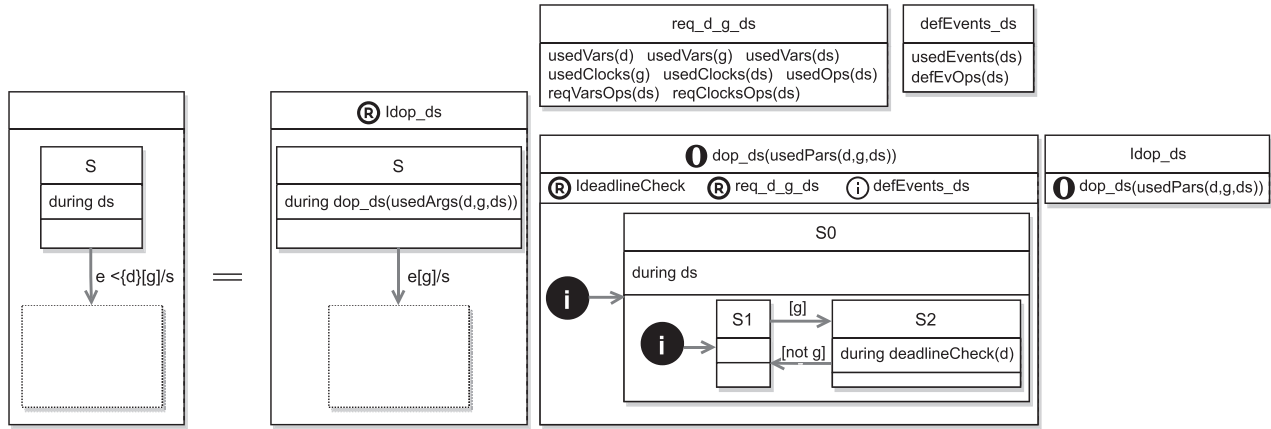 S
during ds
e <{d}[g]/s
R Idop_ds
S
during dop_ds(usedArgs(d,g,ds))
e[g]/s
req_d_g_ds
usedVars(d) usedVars(g) usedVars(ds)
usedClocks(g) usedClocks(ds) usedOps(ds)
reqVarsOps(ds) reqClocksOps(ds)
defEvents_ds
usedEvents(ds)
defEvOps(ds)
O dop_ds(usedPars(d,g,ds))
R IdeadlineCheck R req_d_g_ds i defEvents_ds
S0
during ds
i
i
S1
[g]
[not g]
S2
during deadlineCheck(d)
Idop_ds
O dop_ds(usedPars(d,g,ds))